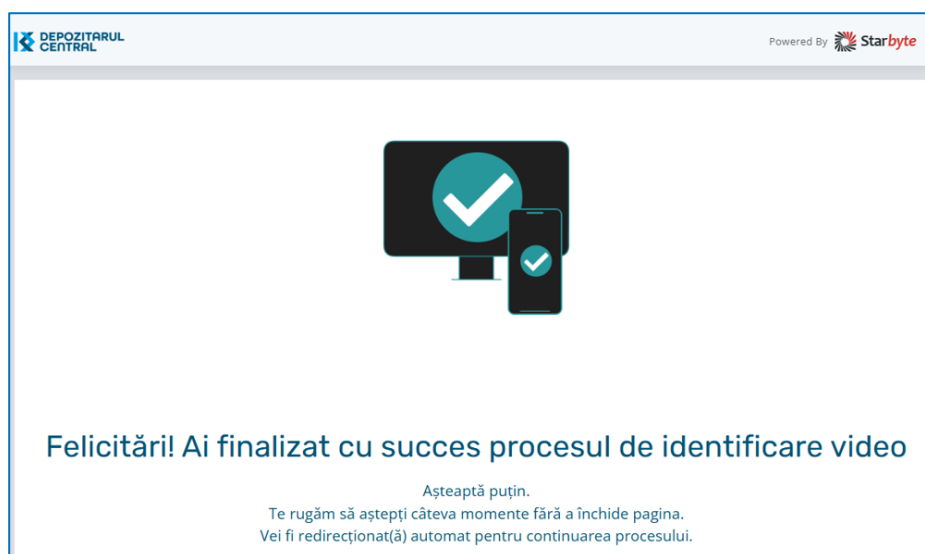 DEPOZITARUL
CENTRAL
Powered By Starbyte
Felicitări! Ai finalizat cu succes procesul de identificare video
Așteaptă puțin.
Te rugăm să aștepți câteva momente fără a închide pagina.
Vei fi redirecționat(ă) automat pentru continuarea procesului.